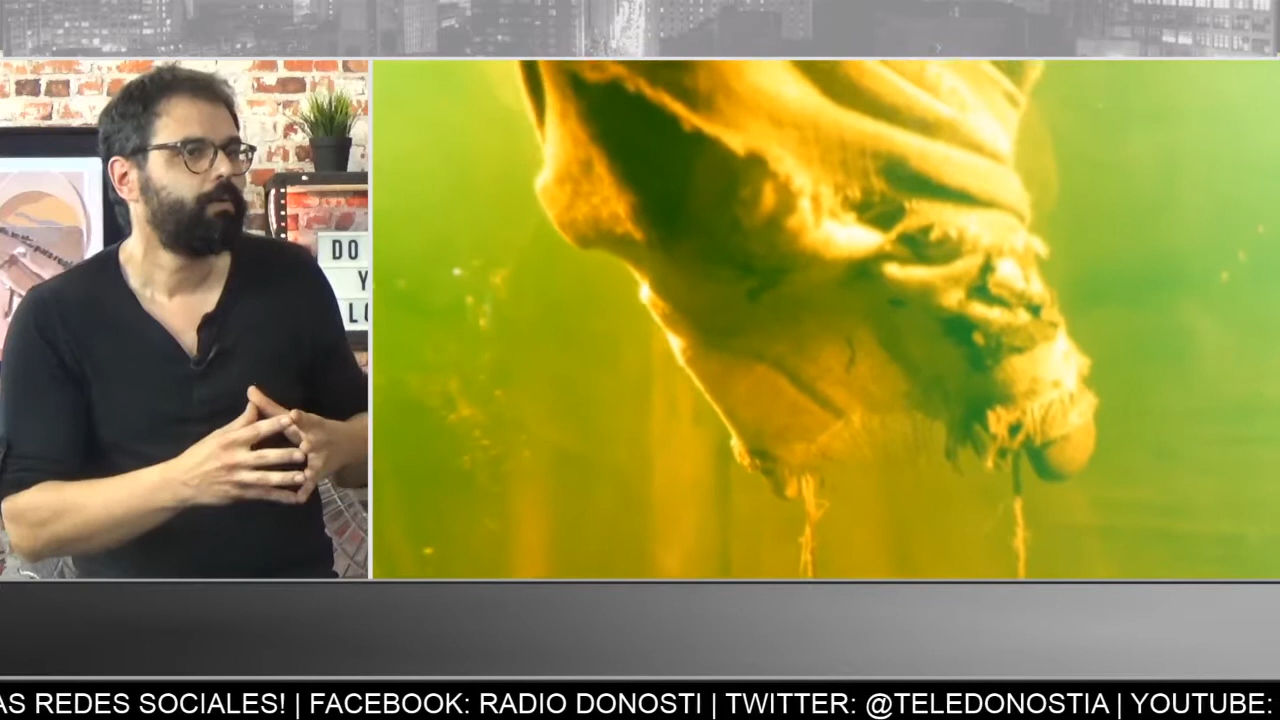 DO
Y
LO
AS REDES SOCIALES! | FACEBOOK: RADIO DONOSTI | TWITTER: @TELEDONOSTIA | YOUTUBE: